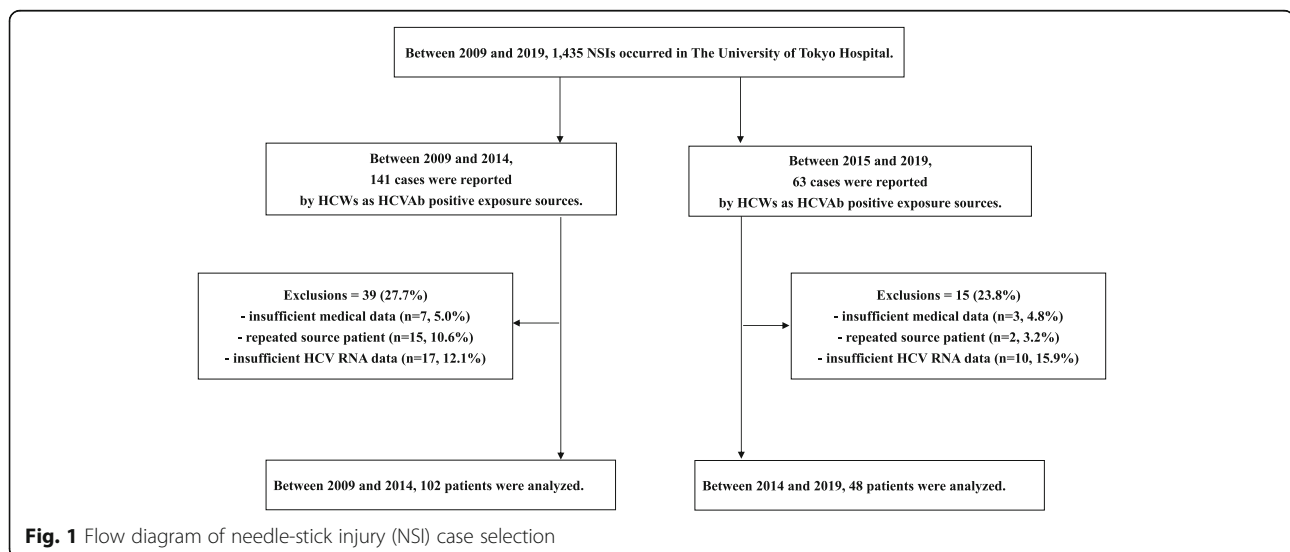 Between 2009 and 2019, 1,435 NSIs occurred in The University of Tokyo Hospital.
Between 2009 and 2014,
141 cases were reported
by HCWs as HCVAb positive exposure sources.
Between 2015 and 2019,
63 cases were reported
by HCWs as HCVAb positive exposure sources.
Exclusions = 39 (27.7%)
- insufficient medical data (n=7, 5.0%)
- repeated source patient (n=15, 10.6%)
- insufficient HCV RNA data (n=17, 12.1%)
Exclusions = 15 (23.8%)
- insufficient medical data (n=3, 4.8%)
- repeated source patient (n=2, 3.2%)
- insufficient HCV RNA data (n=10, 15.9%)
Between 2009 and 2014, 102 patients were analyzed.
Between 2014 and 2019, 48 patients were analyzed.
Fig. 1 Flow diagram of needle-stick injury (NSI) case selection